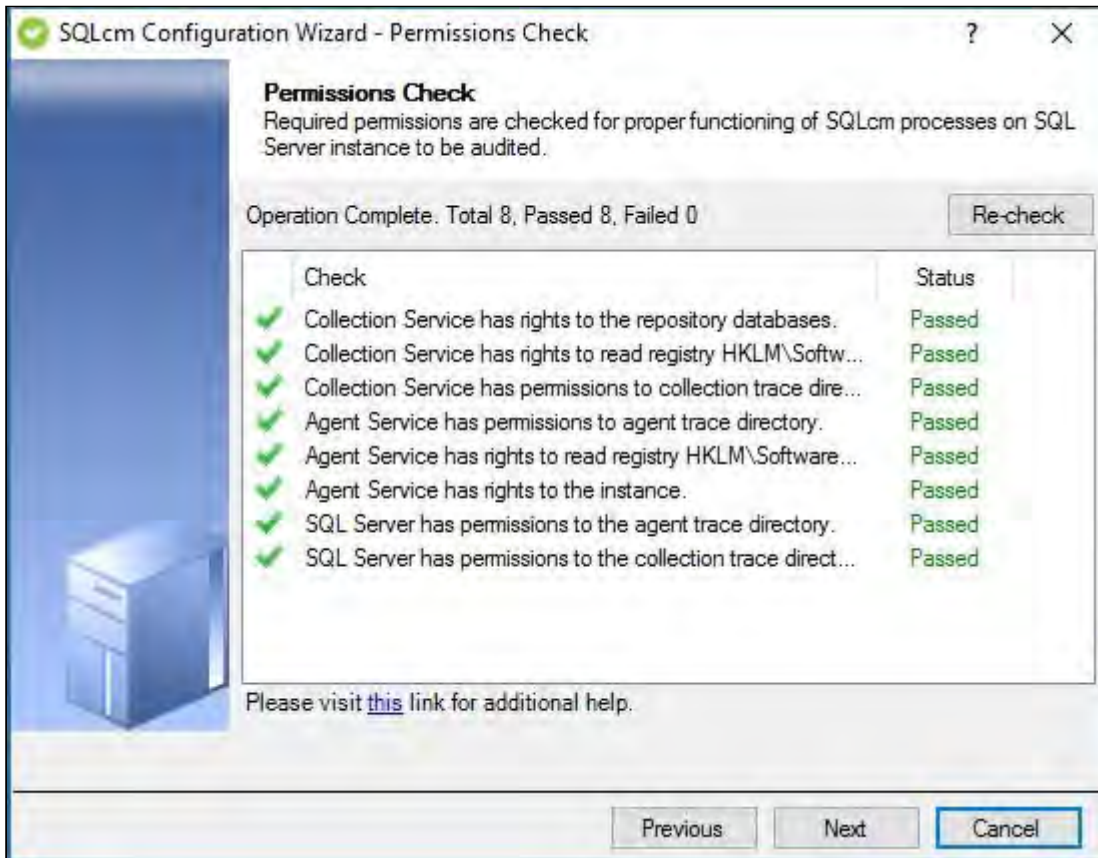 SQLcm Configuration Wizard - Permissions Check
Permissions Check
Required permissions are checked for proper functioning of SQLcm processes on SQL
Server instance to be audited.
Operation Complete. Total 8, Passed 8, Failed 0
Re-check
Check Status
Collection Service has rights to the repository databases. Passed
Collection Service has rights to read registry HKLM\Softw... Passed
Collection Service has permissions to collection trace dire... Passed
Agent Service has permissions to agent trace directory. Passed
Agent Service has rights to read registry HKLM\Software... Passed
Agent Service has rights to the instance. Passed
SQL Server has permissions to the agent trace directory. Passed
SQL Server has permissions to the collection trace direct... Passed
Please visit this link for additional help.
Previous Next Cancel